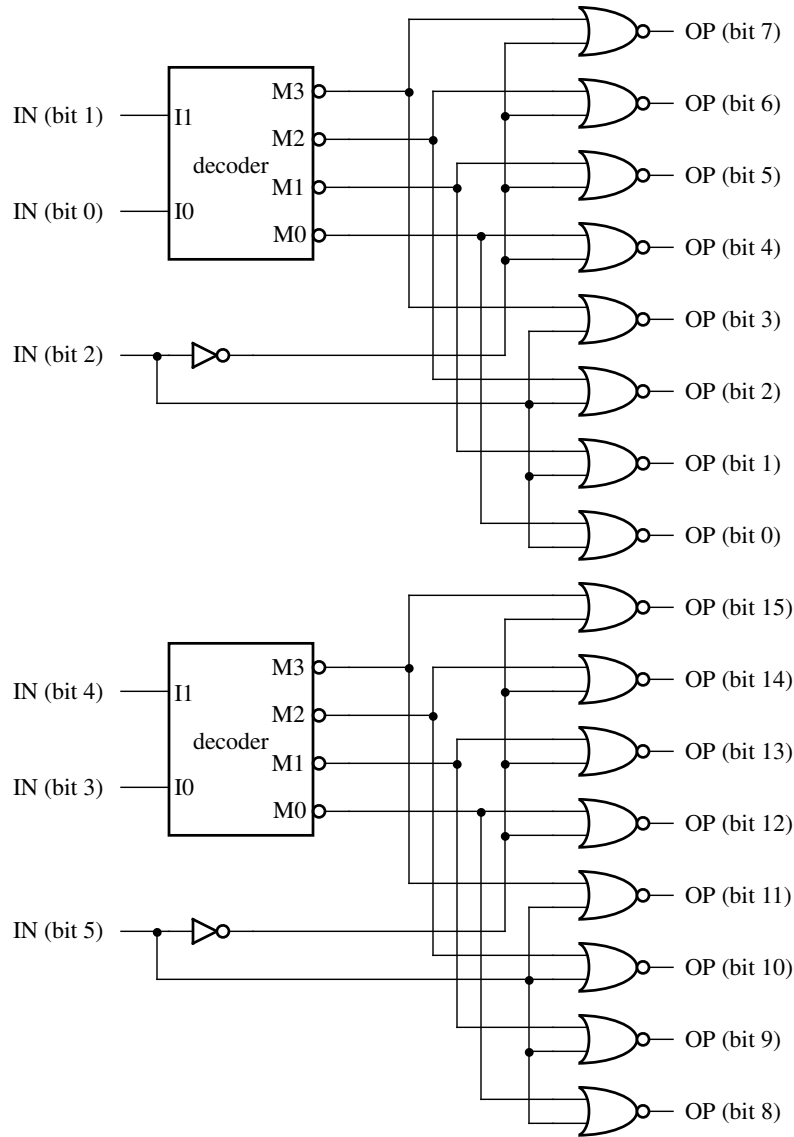 OP (bit 7)
M3
OP (bit 6)
IN (bit 1)
I1
M2
decoder
OP (bit 5)
M1
IN (bit 0)
I0
M0
OP (bit 4)
OP (bit 3)
IN (bit 2)
OP (bit 2)
OP (bit 1)
OP (bit 0)
OP (bit 15)
M3
OP (bit 14)
IN (bit 4)
I1
M2
decoder
OP (bit 13)
M1
IN (bit 3)
I0
M0
OP (bit 12)
OP (bit 11)
IN (bit 5)
OP (bit 10)
OP (bit 9)
OP (bit 8)